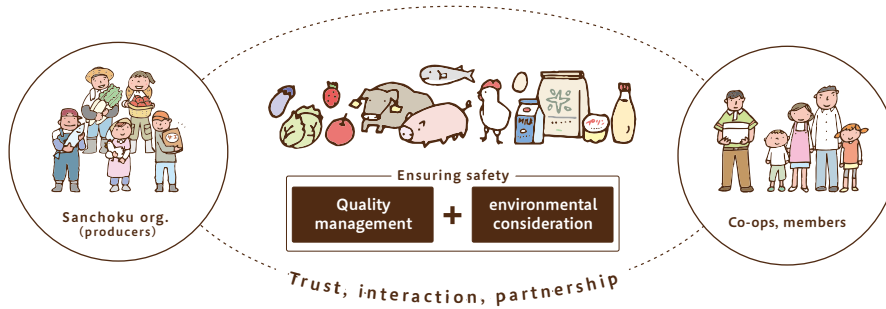 Ensuring safety
Quality
management
+
environmental
consideration
Sanchoku org.
(producers)
Co-ops, members
Trust, interaction, partnership